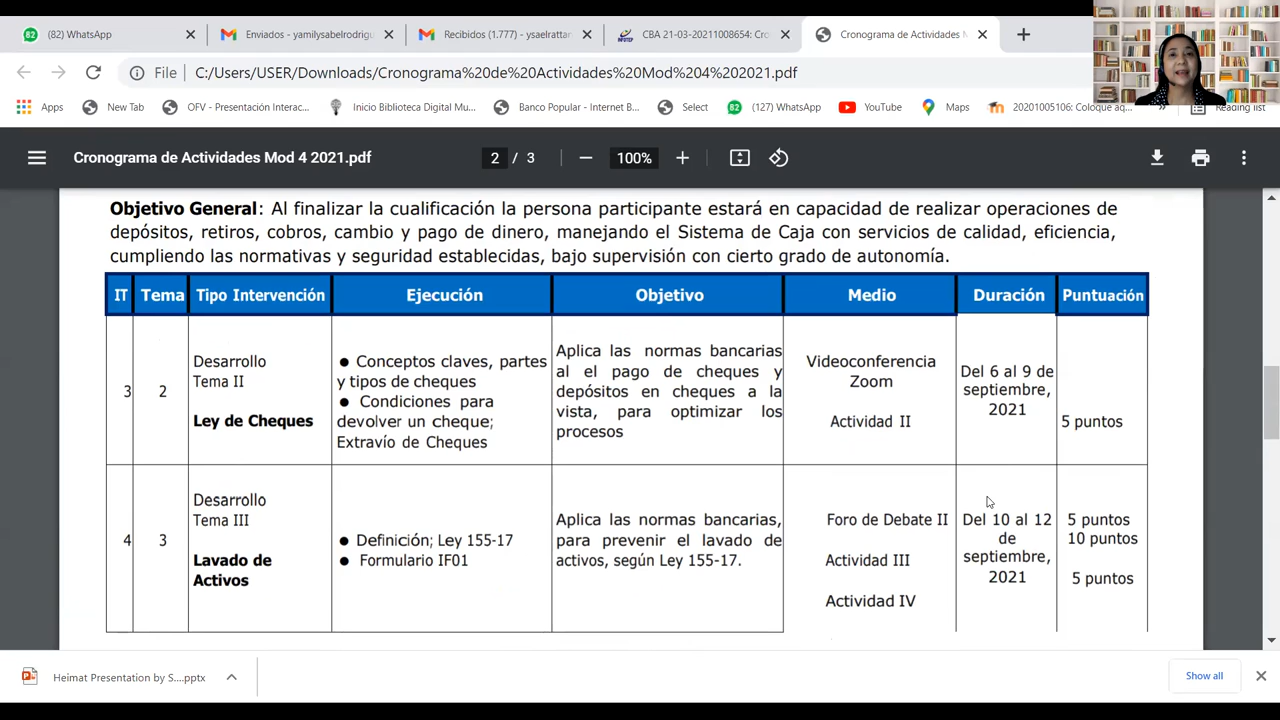 (82) WhatsApp
Enviados - yamilysabelrodrigu
Recibidos (1.777) - ysaelrattar
CBA 21-03-20211008654: Cro
Cronograma de Actividades M
File
C:/Users/USER/Downloads/Cronograma%20de%20Actividades%20Mod%204%202021.pdf
Apps
New Tab
OFV - Presentación Interac...
Inicio Biblioteca Digital Mu...
Banco Popular - Internet B...
Select
(127) WhatsApp
YouTube
Maps
20201005106: Coloque aq...
»
Reading list
Cronograma de Actividades Mod 4 2021.pdf
2 / 3
100%
Objetivo General: Al finalizar la cualificación la persona participante estará en capacidad de realizar operaciones de
depósitos, retiros, cobros, cambio y pago de dinero, manejando el Sistema de Caja con servicios de calidad, eficiencia,
cumpliendo las normativas y seguridad establecidas, bajo supervisión con cierto grado de autonomía.
IT
Tema
Tipo Intervención
Ejecución
Objetivo
Medio
Duración
Puntuación
3
2
Desarrollo
Tema II
Ley de Cheques
● Conceptos claves, partes
y tipos de cheques
● Condiciones para
devolver un cheque;
Extravío de Cheques
Aplica las normas bancarias
al el pago de cheques y
depósitos en cheques a la
vista, para optimizar los
procesos
Videoconferencia
Zoom
Actividad II
Del 6 al 9 de
septiembre,
2021
5 puntos
4
3
Desarrollo
Tema III
Lavado de
Activos
● Definición; Ley 155-17
● Formulario IF01
Aplica las normas bancarias,
para prevenir el lavado de
activos, según Ley 155-17.
Foro de Debate II
Actividad III
Actividad IV
Del 10 al 12
de
septiembre,
2021
5 puntos
10 puntos
5 puntos
Heimat Presentation by S....pptx
Show all